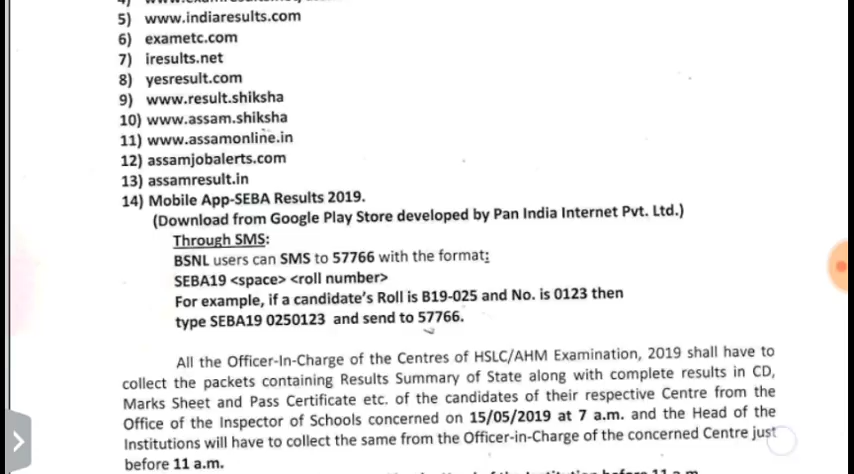 5) www.indiaresults.com
6) exametc.com
7) iresults.net
8) yesresult.com
9) www.result.shiksha
10) www.assam.shiksha
11) www.assamonline.in
12) assamjobalerts.com
13) assamresult.in
14) Mobile App-SEBA Results 2019.
(Download from Google Play Store developed by Pan India Internet Pvt. Ltd.)
Through SMS:
BSNL users can SMS to 57766 with the format:
SEBA19 <space> <roll number>
For example, if a candidate's Roll is B19-025 and No. is 0123 then
type SEBA19 0250123 and send to 57766.
All the Officer-In-Charge of the Centres of HSLC/AHM Examination, 2019 shall have to
collect the packets containing Results Summary of State along with complete results in CD,
Marks Sheet and Pass Certificate etc. of the candidates of their respective Centre from the
Office of the Inspector of Schools concerned on 15/05/2019 at 7 a.m. and the Head of the
Institutions will have to collect the same from the Officer-in-Charge of the concerned Centre just
before 11 a.m.